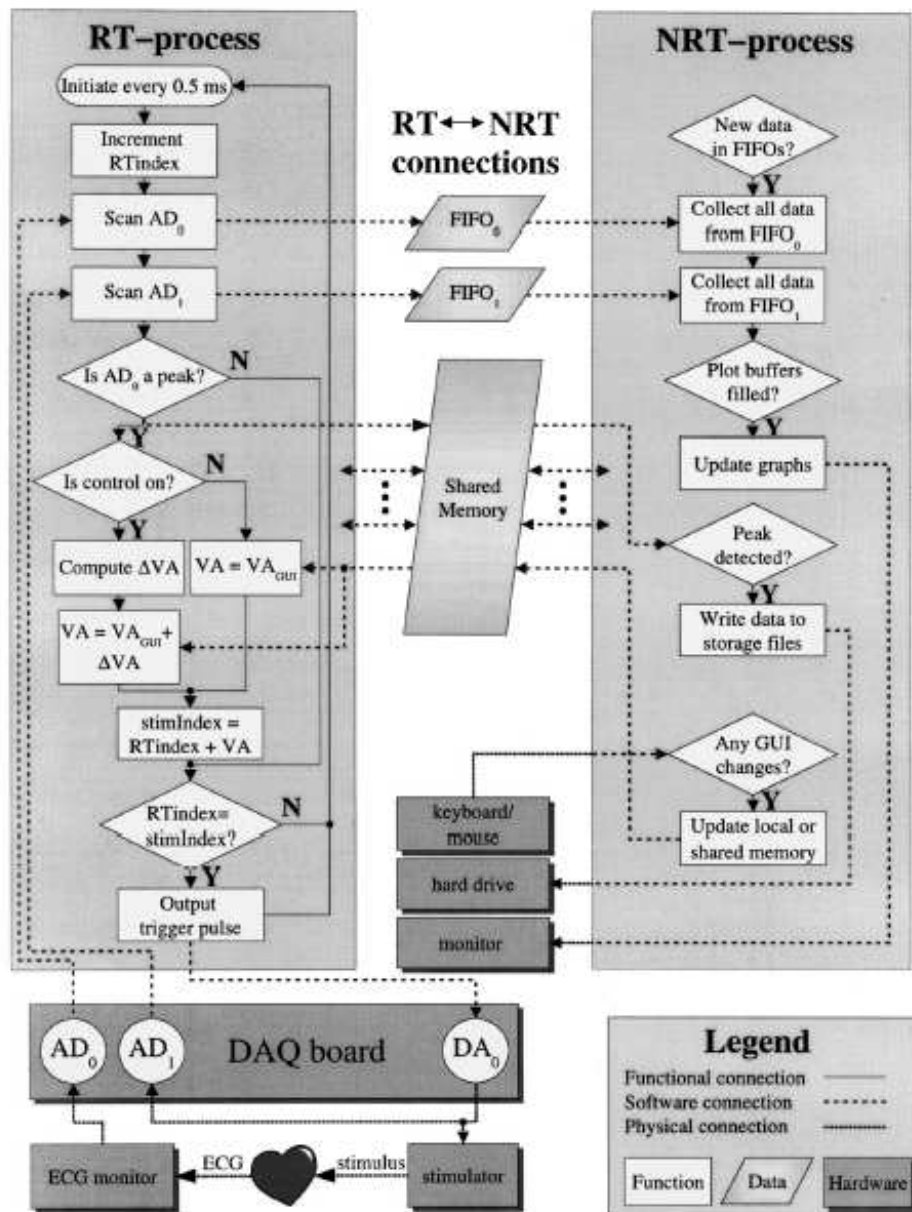 RT–process
Initiate every 0.5 ms
Increment
RTindex
Scan AD₀
Scan AD₁
Is AD₀ a peak?
N
Y
Is control on?
N
Y
Compute ΔVA
VA = VA_GUI
VA = VA_GUI +
ΔVA
stimIndex =
RTindex + VA
RTindex=
stimIndex?
N
Y
Output
trigger pulse
RT↔NRT
connections
FIFO₀
FIFO₁
Shared
Memory
keyboard/
mouse
hard drive
monitor
NRT–process
New data
in FIFOs?
Y
Collect all data
from FIFO₀
Collect all data
from FIFO₁
Plot buffers
filled?
Y
Update graphs
Peak
detected?
Y
Write data to
storage files
Any GUI
changes?
Y
Update local or
shared memory
AD₀
AD₁
DAQ board
DA₀
ECG monitor
ECG
stimulus
stimulator
Legend
Functional connection
Software connection
Physical connection
Function
Data
Hardware